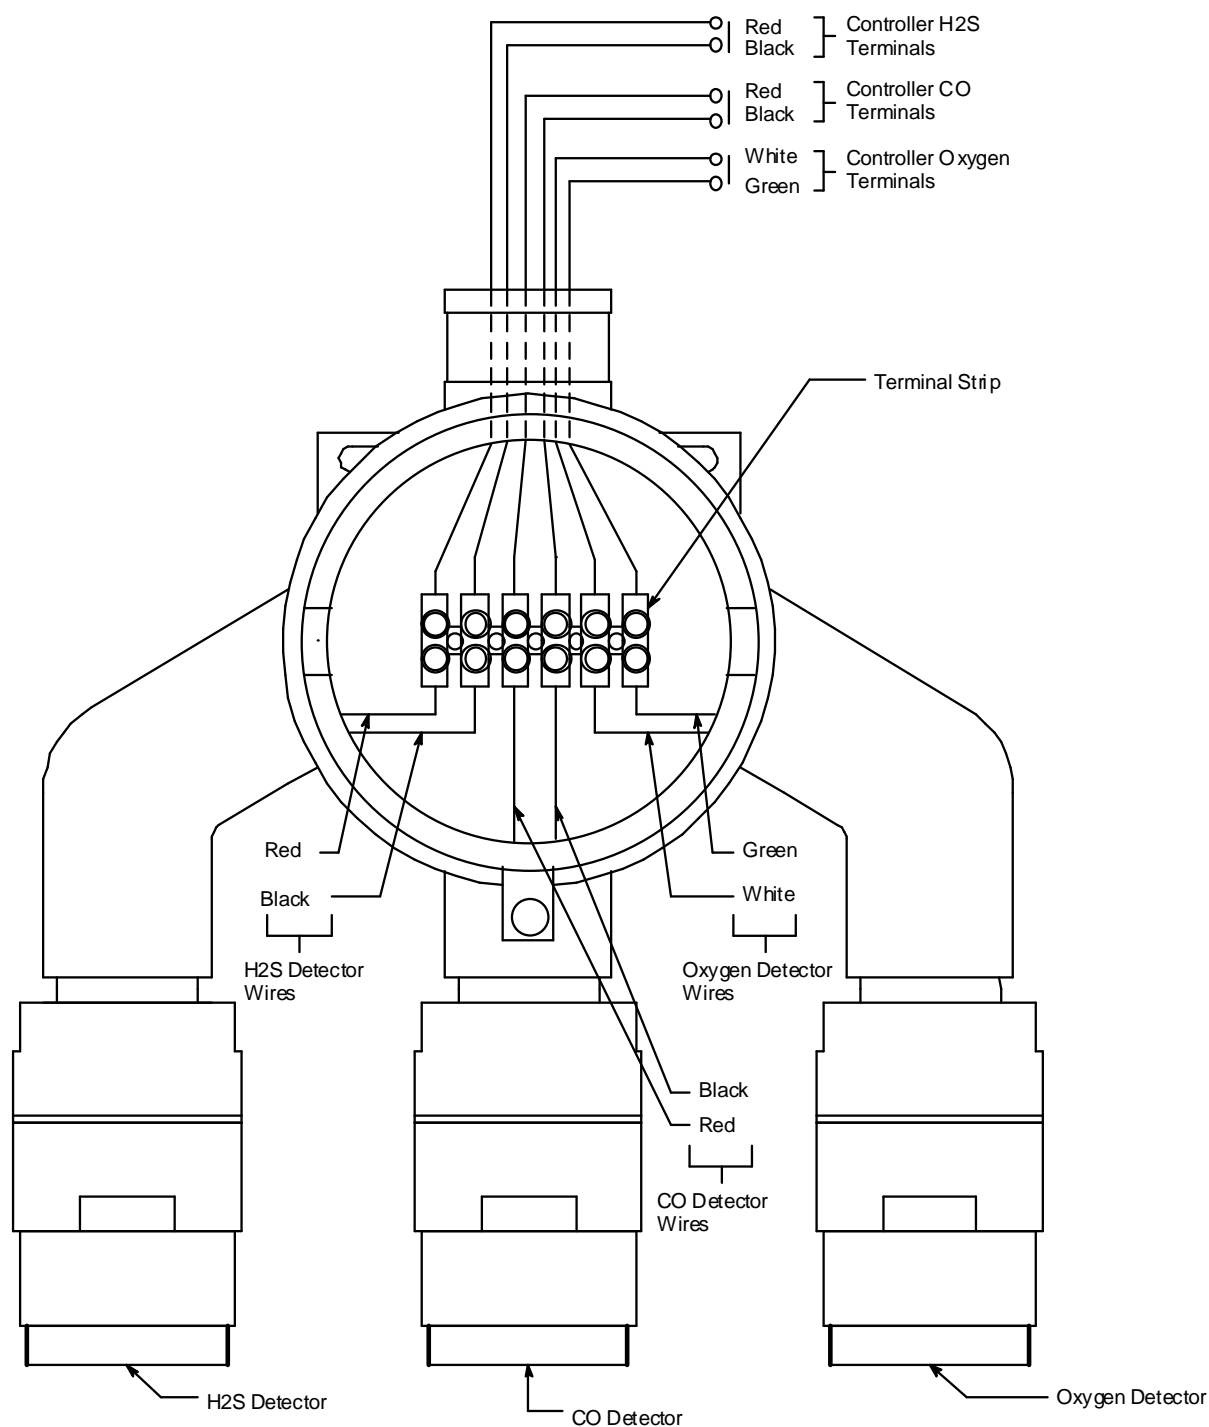 Red
Black
Controller H2S
Terminals
Red
Black
Controller CO
Terminals
White
Green
Controller Oxygen
Terminals
Terminal Strip
Red
Black
H2S Detector
Wires
Green
White
Oxygen Detector
Wires
Black
Red
CO Detector
Wires
H2S Detector
CO Detector
Oxygen Detector